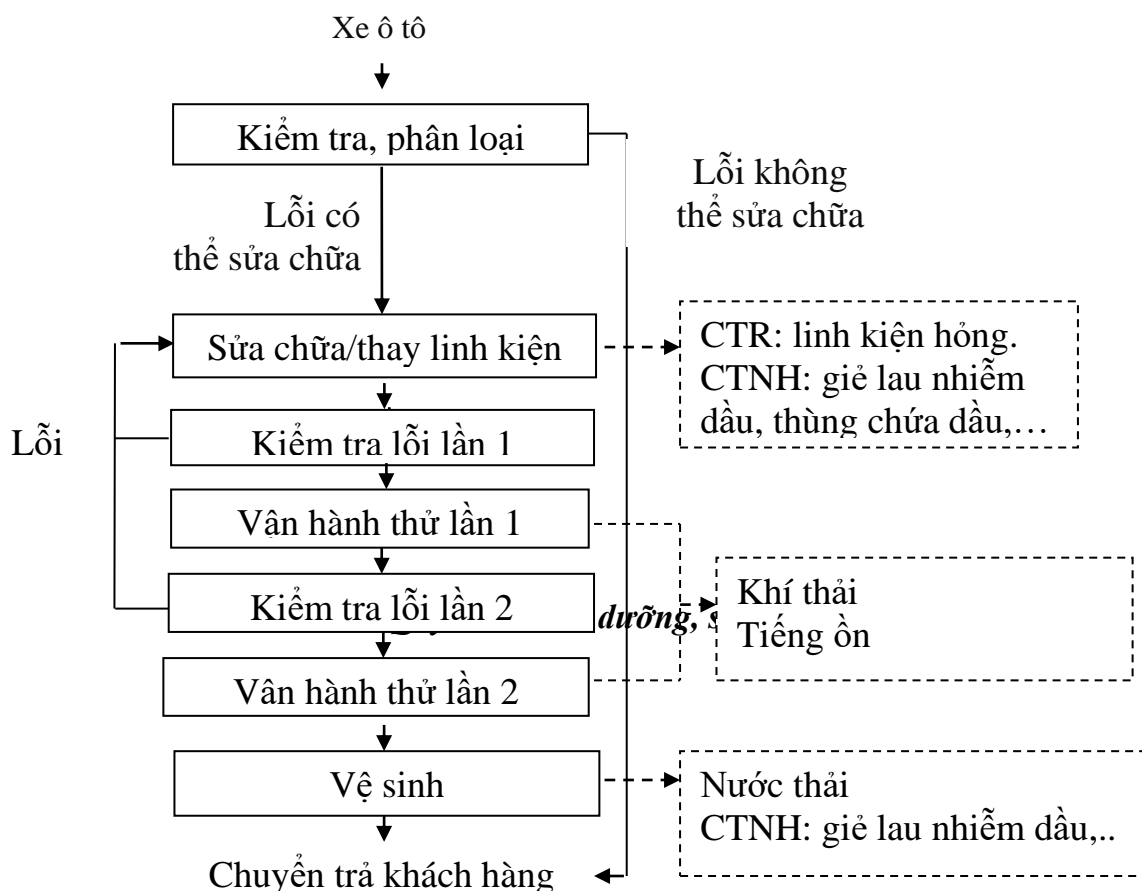 Xe ô tô
Kiểm tra, phân loại
Lỗi không
thể sửa chữa
Lỗi có
thể sửa chữa
Sửa chữa/thay linh kiện
CTR: linh kiện hỏng.
CTNH: giẻ lau nhiễm
dầu, thùng chứa dầu,…
Lỗi
Kiểm tra lỗi lần 1
Vận hành thử lần 1
Kiểm tra lỗi lần 2
dưỡng, s
Khí thải
Tiếng ồn
Vân hành thử lần 2
Vệ sinh
Nước thải
CTNH: giẻ lau nhiễm dầu,..
Chuyển trả khách hàng